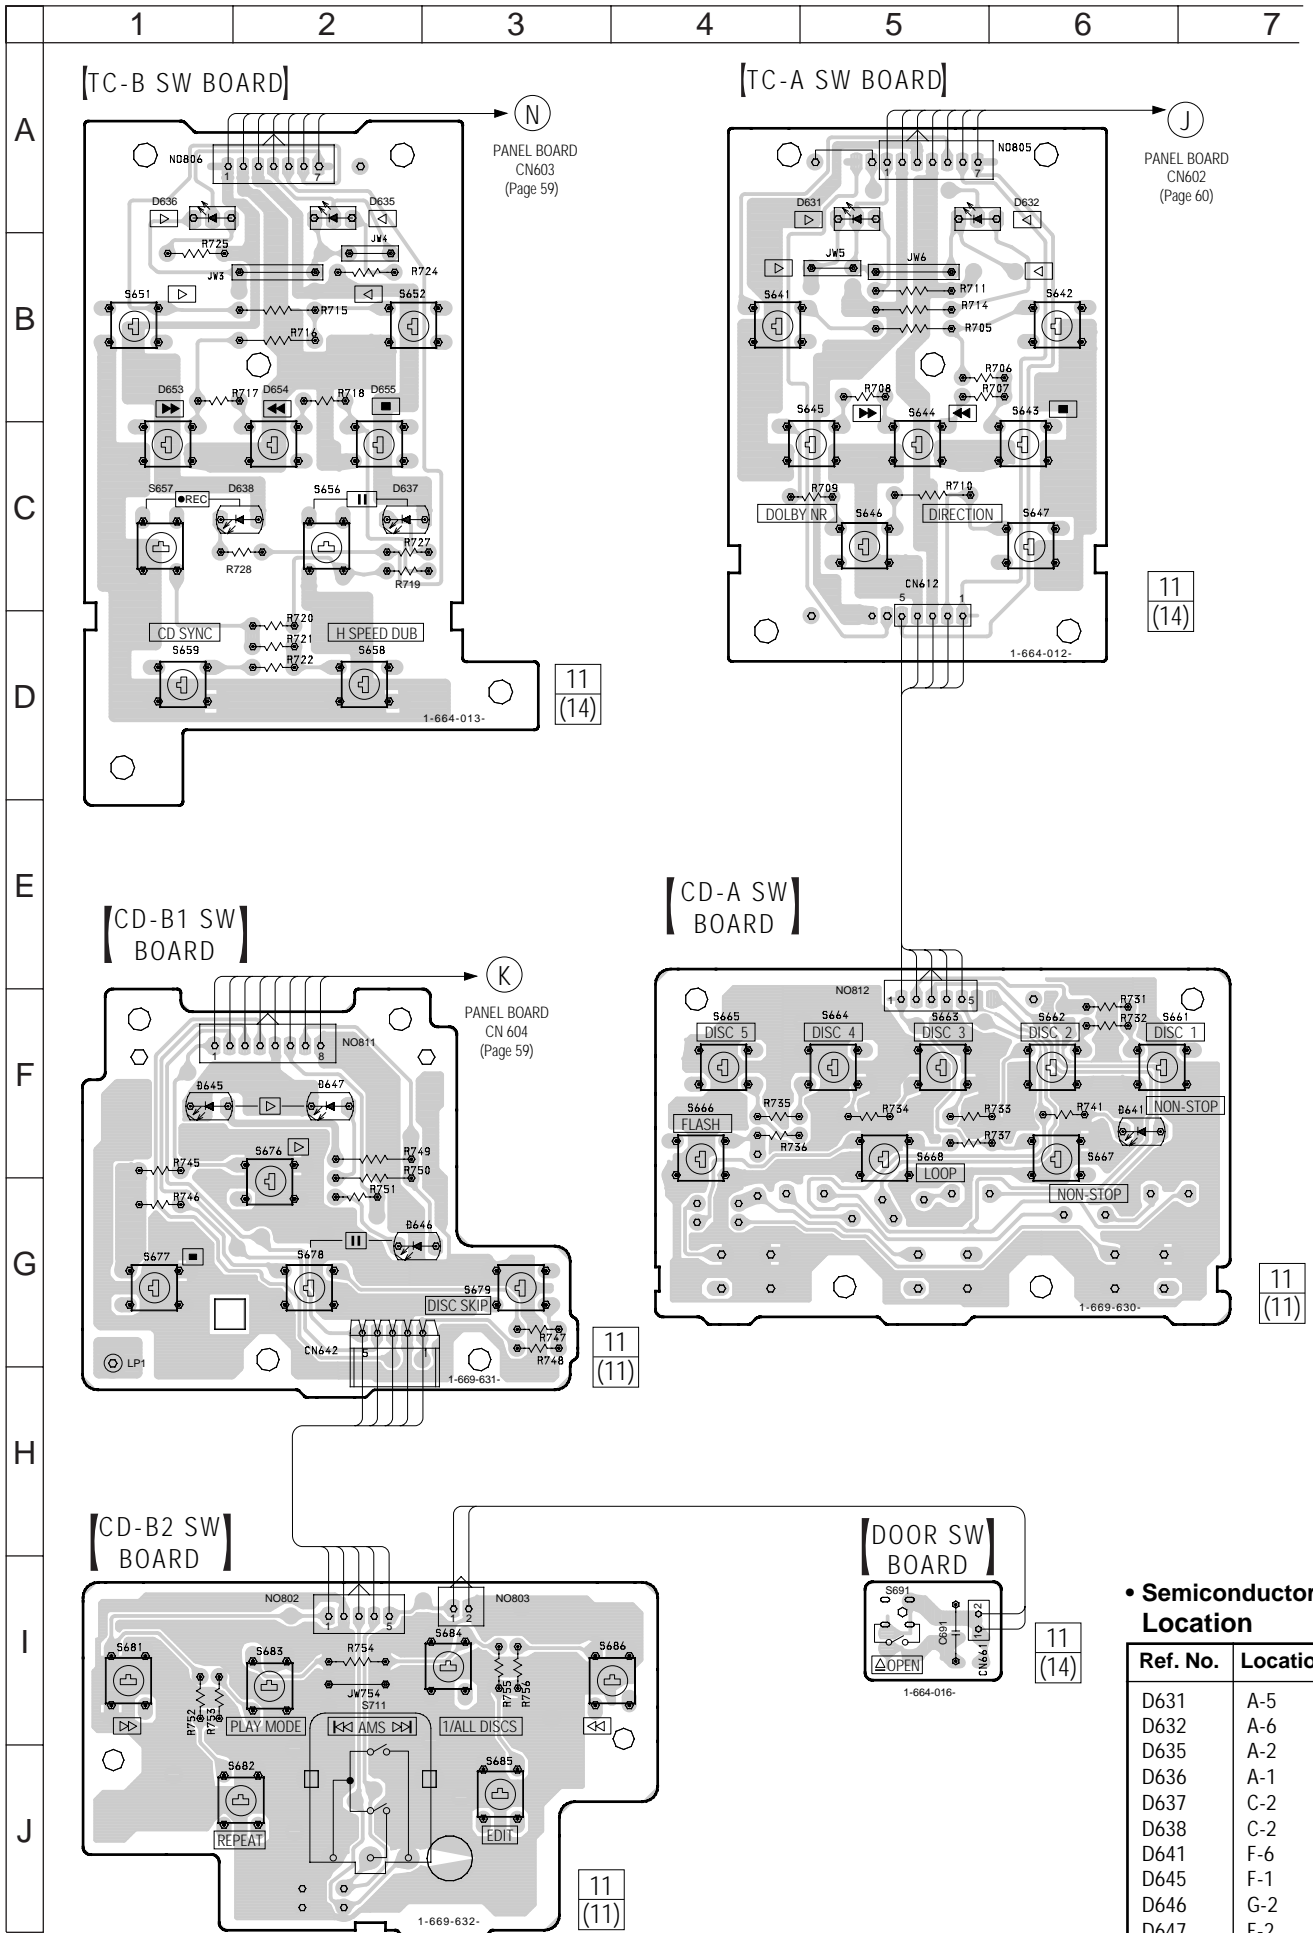 1 2 3 4 5 6 7
A
B
C
D
E
F
G
H
I
J
TC-B SW BOARD
N
PANEL BOARD
CN603
(Page 59)
NO806
1 7
D636 D635
R725 JW4
JW3 R724
S651 S652
R715
R716
D653 R717 D654 R718 D655
S657 ●REC D638 S656 D637
R728 R727
R719
R720
CD SYNC R721 H SPEED DUB
S659 R722 S658
1-664-013-
11
(14)
TC-A SW BOARD
J
PANEL BOARD
CN602
(Page 60)
NO805
1 7
D631 D632
JW5 JW6
S641 R711 S642
R714
R705
R706
R708 R707
S645 S644 S643
R709 R710
DOLBY NR S646 DIRECTION S647
CN612
5 1
1-664-012-
11
(14)
CD-B1 SW
BOARD
K
PANEL BOARD
CN 604
(Page 59)
NO811
1 8
D645 D647
S676 R749
R745 R750
R746 R751
D646
S677 S678 S679
DISC SKIP
R747
R748
CN642 5 1
LP1
1-669-631-
11
(11)
CD-A SW
BOARD
NO812
1 5
R731
R732
S665 S664 S663 S662 S661
DISC 5 DISC 4 DISC 3 DISC 2 DISC 1
S666 R735 R734 R733 R741 D641 NON-STOP
FLASH R736 R737
S668 S667
LOOP NON-STOP
1-669-630-
11
(11)
CD-B2 SW
BOARD
NO802 NO803
1 5 1 2
S681 S683 R754 S684 S686
R752 R753 JW754 R755 R756
S711
PLAY MODE AMS 1/ALL DISCS
S682 S685
REPEAT EDIT
1-669-632-
11
(11)
DOOR SW
BOARD
S691
C691
CN661
1 2
OPEN
1-664-016-
11
(14)
• Semiconductor
Location
Ref. No. Locatio
D631 A-5
D632 A-6
D635 A-2
D636 A-1
D637 C-2
D638 C-2
D641 F-6
D645 F-1
D646 G-2
D647 F-2